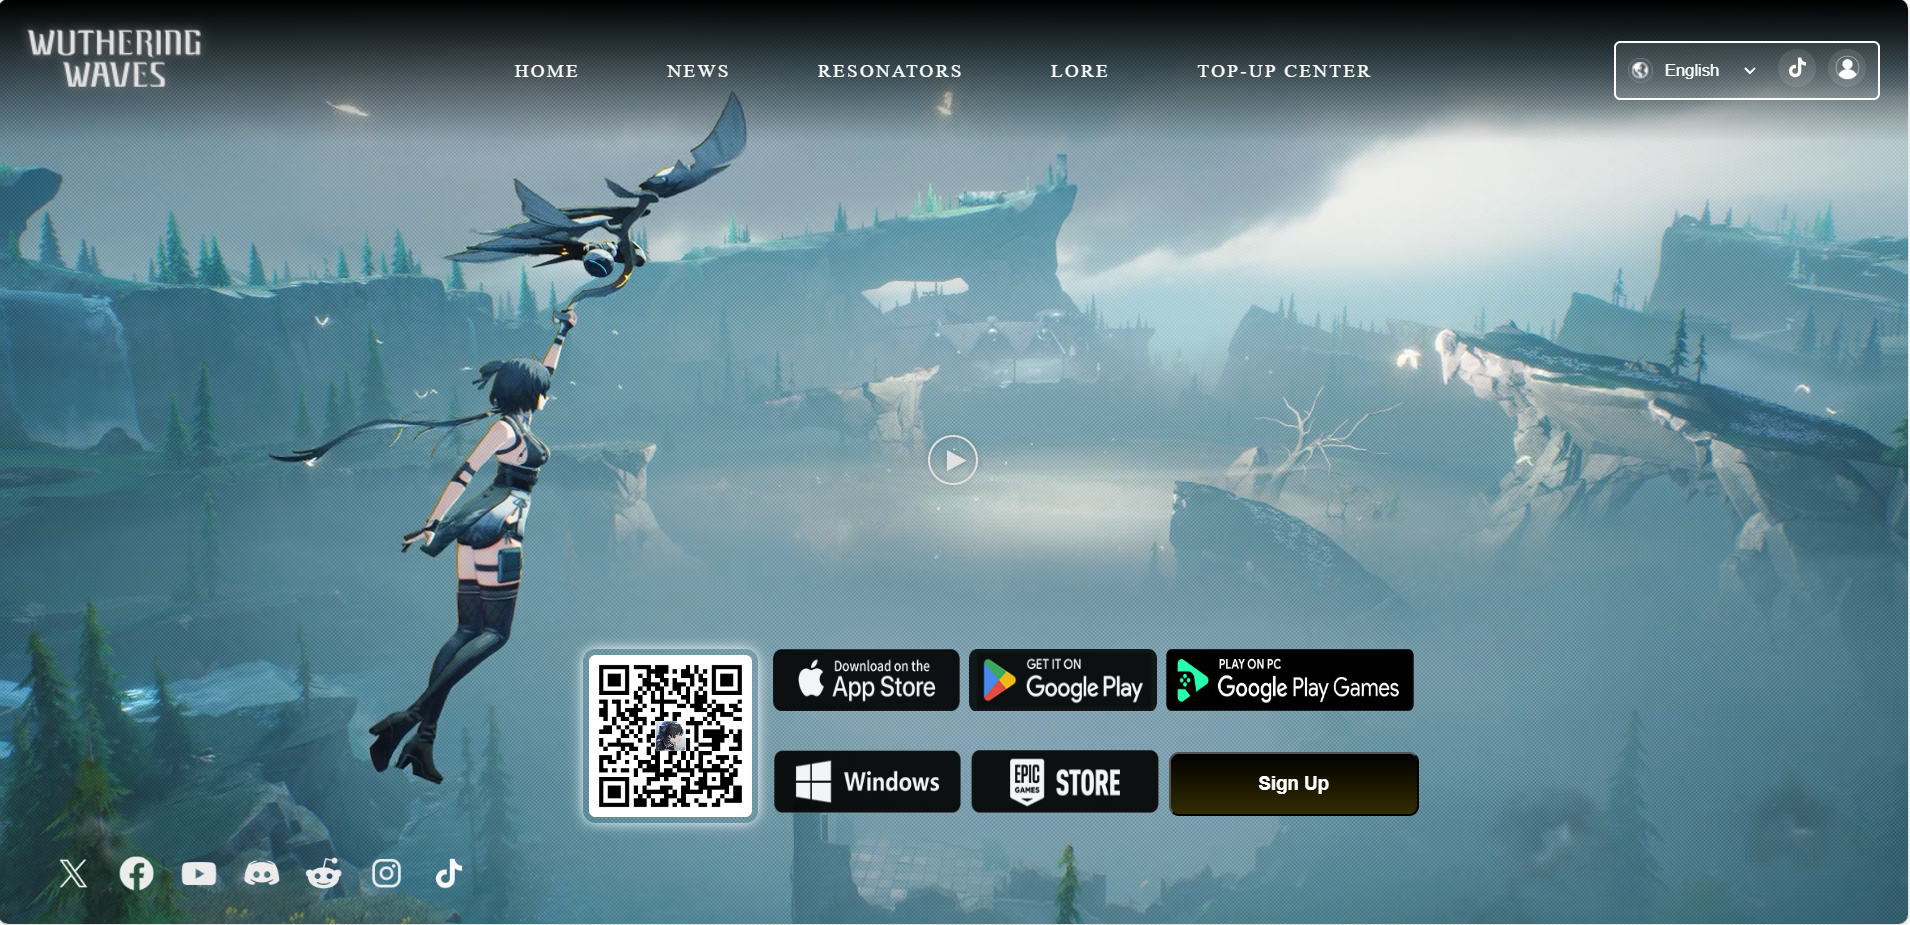 WUTHERING
WAVES
HOME
NEWS
RESONATORS
LORE
TOP-UP CENTER
English
Download on the
App Store
GET IT ON
Google Play
PLAY ON PC
Google Play Games
Windows
EPIC
GAMES
STORE
Sign Up